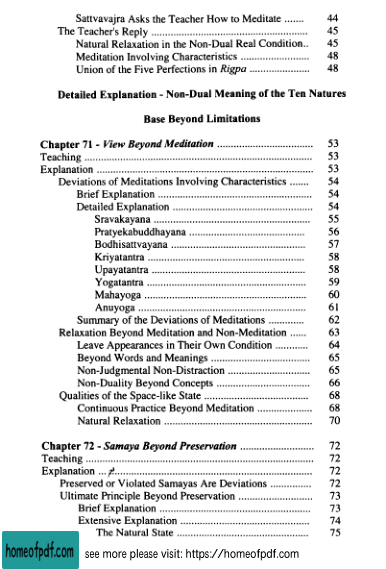 Sattvavajra Asks the Teacher How to Meditate ....... 44
The Teacher's Reply ................................................ 45
Natural Relaxation in the Non-Dual Real Condition.. 45
Meditation Involving Characteristics ..................... 48
Union of the Five Perfections in Rigpa ................... 48
Detailed Explanation - Non-Dual Meaning of the Ten Natures
Base Beyond Limitations
Chapter 71 - View Beyond Meditation ................................ 53
Teaching ............................................................................ 53
Explanation ........................................................................ 53
Deviations of Meditations Involving Characteristics ....... 54
Brief Explanation .................................................... 54
Detailed Explanation ............................................... 54
Sravakayana ...................................................... 55
Pratyekabuddhayana ......................................... 56
Bodhisattvayana ................................................ 57
Kriyatantra ........................................................ 58
Upayatantra ....................................................... 58
Yogatantra ......................................................... 59
Mahayoga .......................................................... 60
Anuyoga ............................................................ 61
Summary of the Deviations of Meditations ............. 62
Relaxation Beyond Meditation and Non-Meditation ...... 63
Leave Appearances in Their Own Condition ........... 64
Beyond Words and Meanings ................................. 65
Non-Judgmental Non-Distraction ............................ 65
Non-Duality Beyond Concepts ................................ 66
Qualities of the Space-like State ..................................... 68
Continuous Practice Beyond Meditation .................. 68
Natural Relaxation .................................................. 70
Chapter 72 - Samaya Beyond Preservation ......................... 72
Teaching ............................................................................ 72
Explanation ........................................................................ 72
Preserved or Violated Samayas Are Deviations .............. 72
Ultimate Principle Beyond Preservation ......................... 73
Brief Explanation .................................................... 73
Extensive Explanation ............................................. 74
The Natural State ............................................... 75
homeofpdf.com see more please visit: https://homeofpdf.com